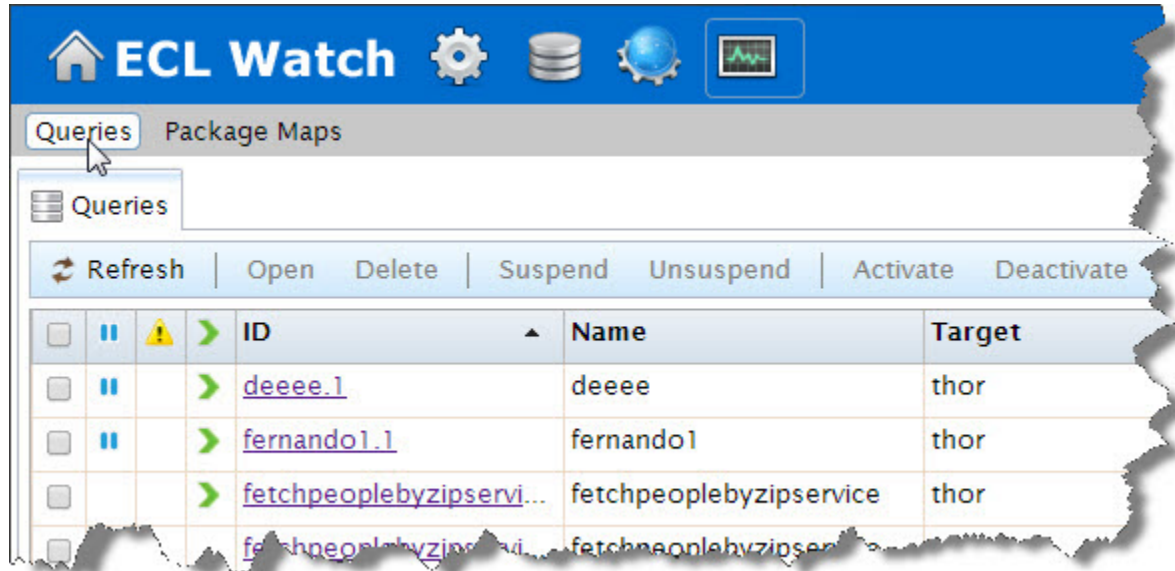 ECL Watch
Queries Package Maps
Queries
Refresh Open Delete Suspend Unsuspend Activate Deactivate
ID Name Target
deeee.1 deeee thor
fernando1.1 fernando1 thor
fetchpeoplebyzipservi... fetchpeoplebyzipservice thor